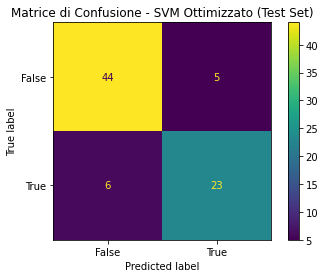 Matrice di Confusione - SVM Ottimizzato (Test Set)
True label
False
True
44
5
6
23
False
True
Predicted label
40
35
30
25
20
15
10
5